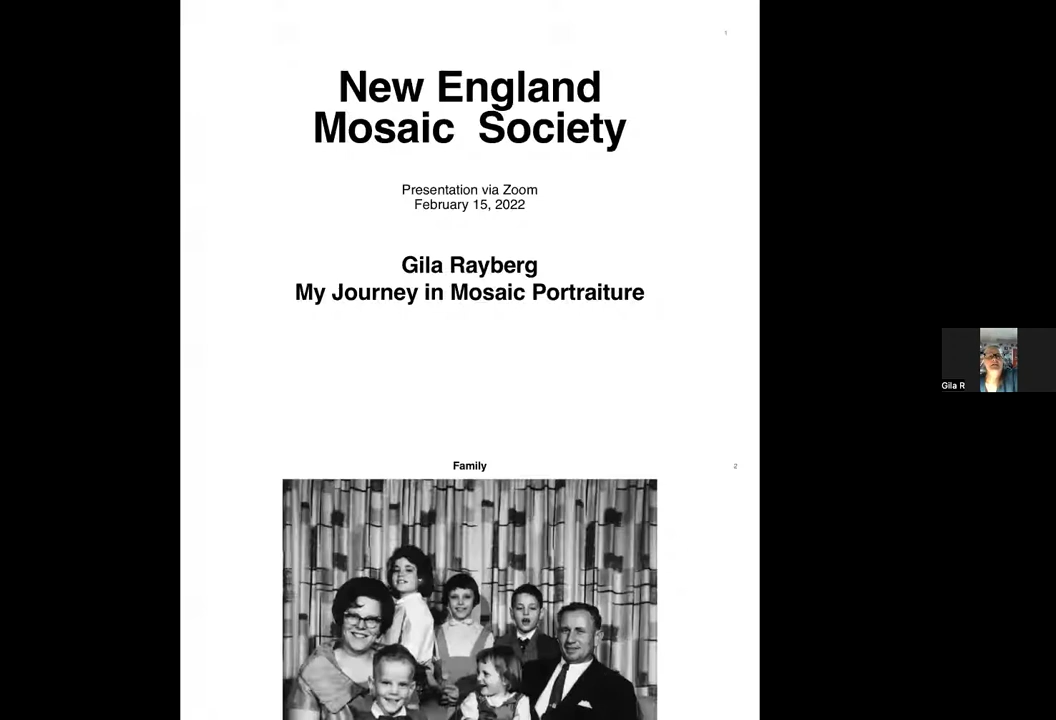 1
New England
Mosaic Society
Presentation via Zoom
February 15, 2022
Gila Rayberg
My Journey in Mosaic Portraiture
Gila R
Family
2